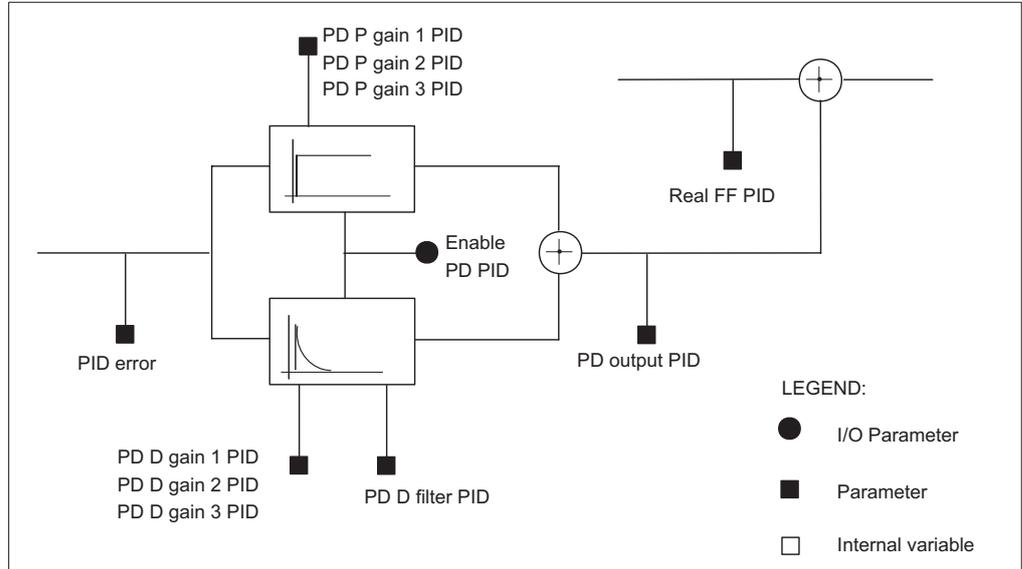 PD P gain 1 PID
PD P gain 2 PID
PD P gain 3 PID
Real FF PID
Enable
PD PID
PID error
PD output PID
PD D gain 1 PID
PD D gain 2 PID
PD D gain 3 PID
PD D filter PID
LEGEND:
I/O Parameter
Parameter
Internal variable